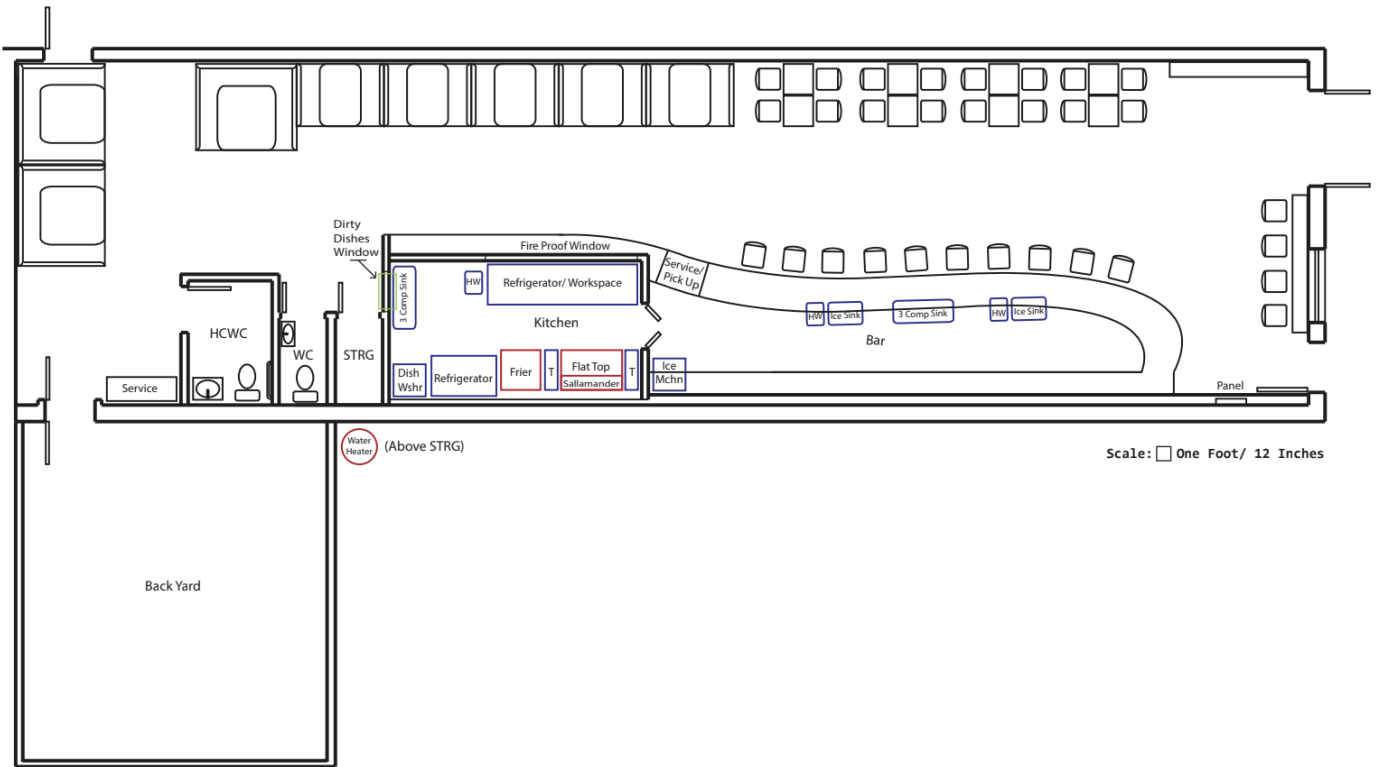 Dirty
Dishes
Window
Fire Proof Window
Service/
Pick Up
3 Comp Sink
HW
Refrigerator/ Workspace
Kitchen
HW
Ice Sink
3 Comp Sink
HW
Ice Sink
Bar
HCWC
WC
STRG
Service
Dish
Wshr
Refrigerator
Frier
T
Flat Top
Sallamander
T
Ice
Mchn
Panel
Water
Heater
(Above STRG)
Scale: One Foot/ 12 Inches
Back Yard